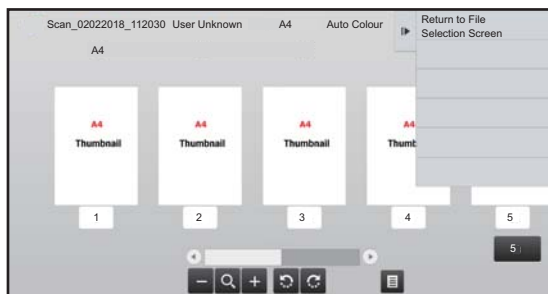 Scan_02022018_112030 User Unknown A4 Auto Colour
A4
Return to File
Selection Screen
A4
Thumbnail
A4
Thumbnail
A4
Thumbnail
A4
Thumb
1 2 3 4 5
5